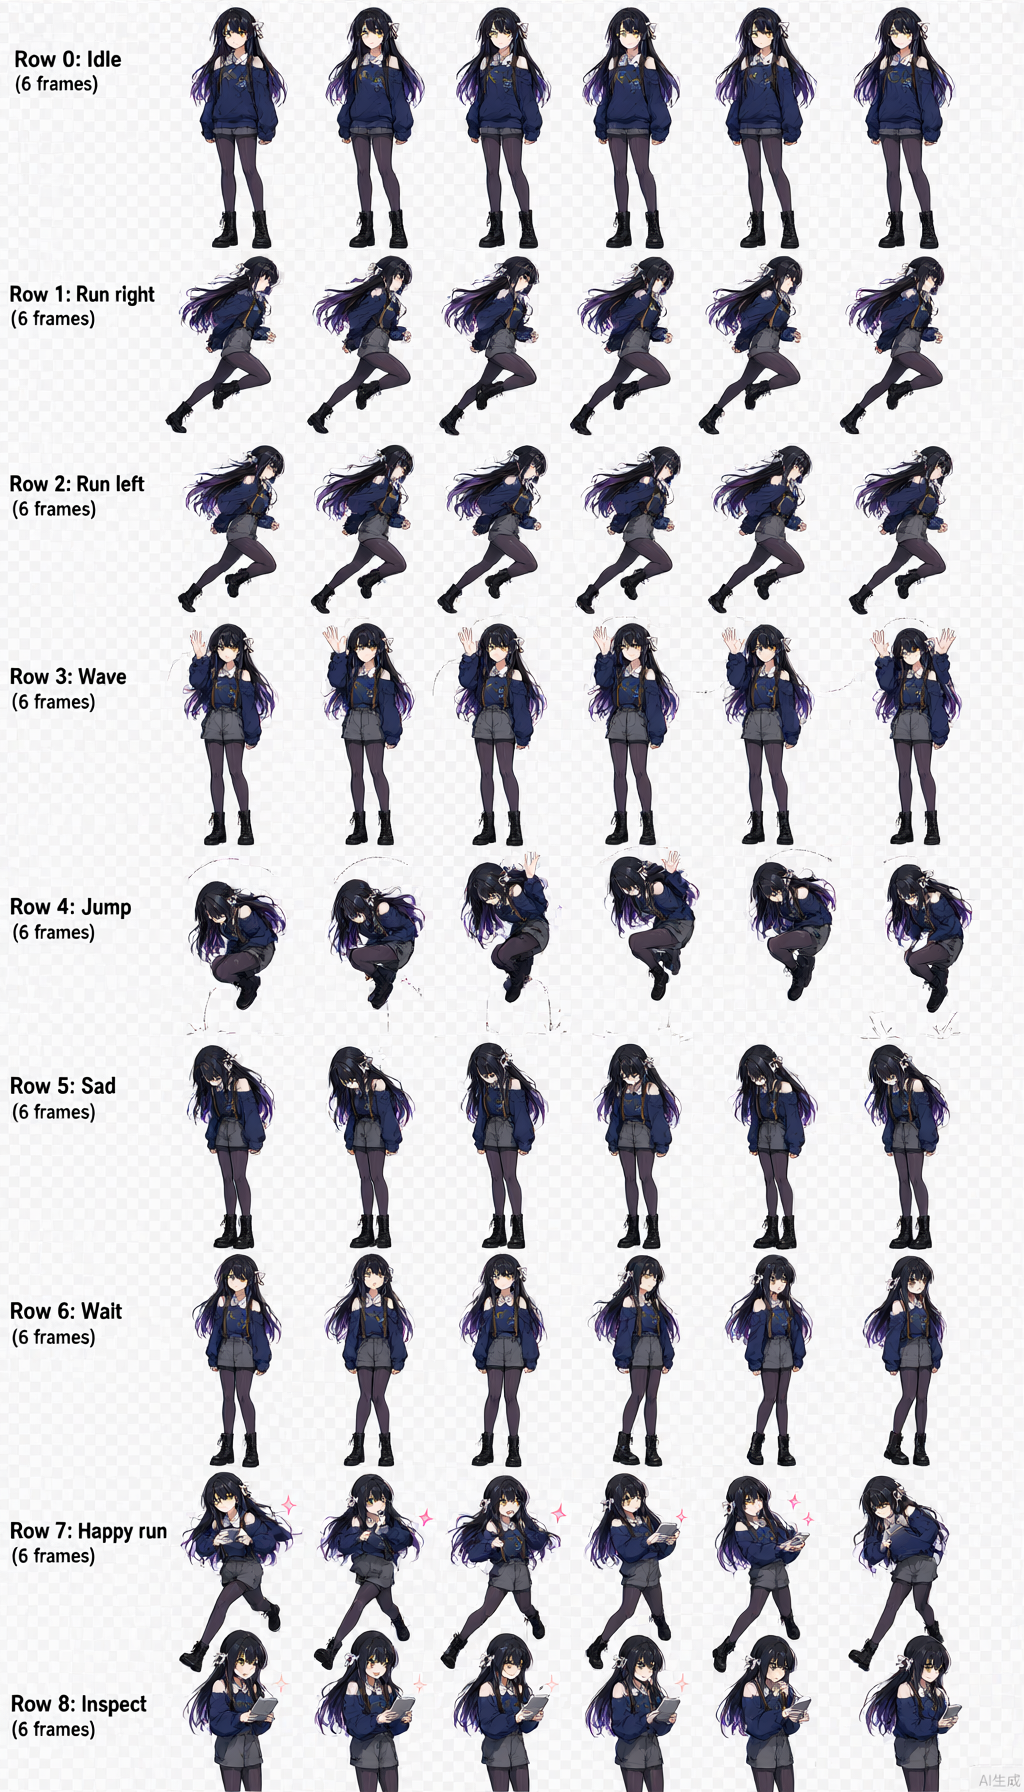 Row 0: Idle
(6 frames)
Row 1: Run right
(6 frames)
Row 2: Run left
(6 frames)
Row 3: Wave
(6 frames)
Row 4: Jump
(6 frames)
Row 5: Sad
(6 frames)
Row 6: Wait
(6 frames)
Row 7: Happy run
(6 frames)
Row 8: Inspect
(6 frames)
AI生成